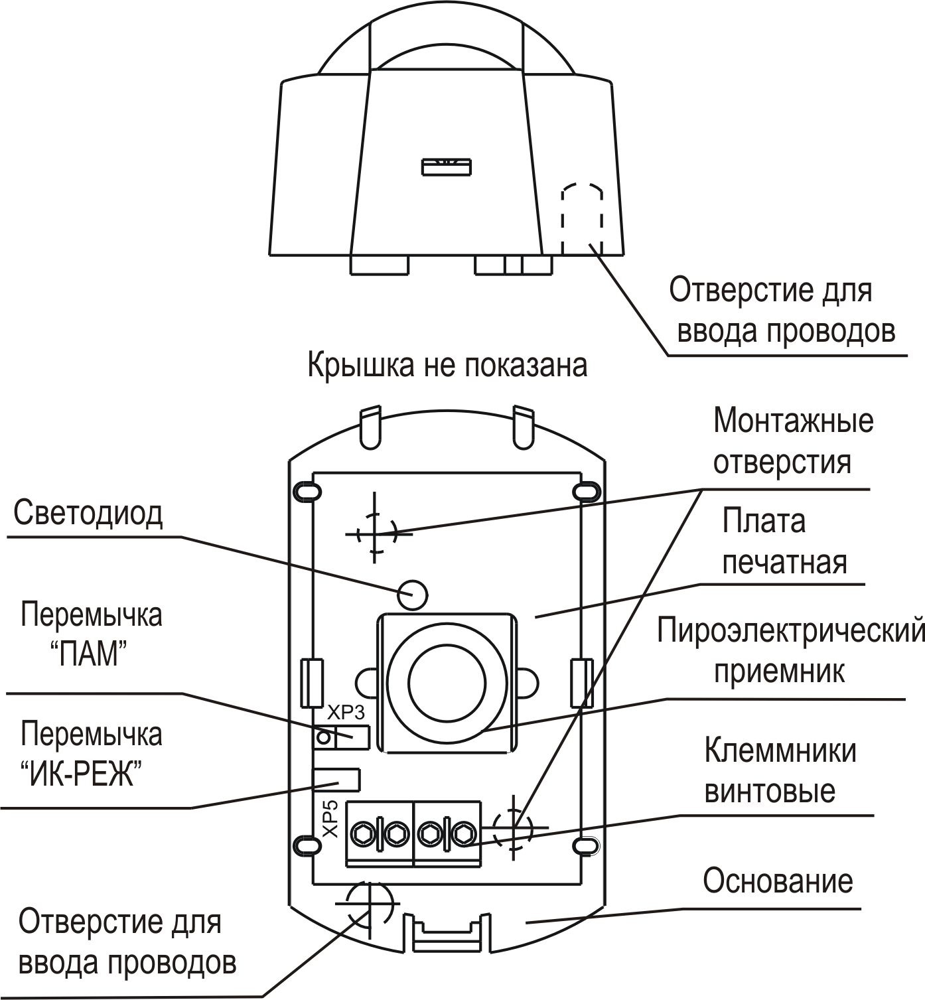 Отверстие для
ввода проводов
Крышка не показана
Монтажные
отверстия
Светодиод
Плата
печатная
Перемычка
“ПАМ”
Пироэлектрический
приемник
XP3
Перемычка
“ИК-РЕЖ”
Клеммники
винтовые
XP5
Основание
Отверстие для
ввода проводов